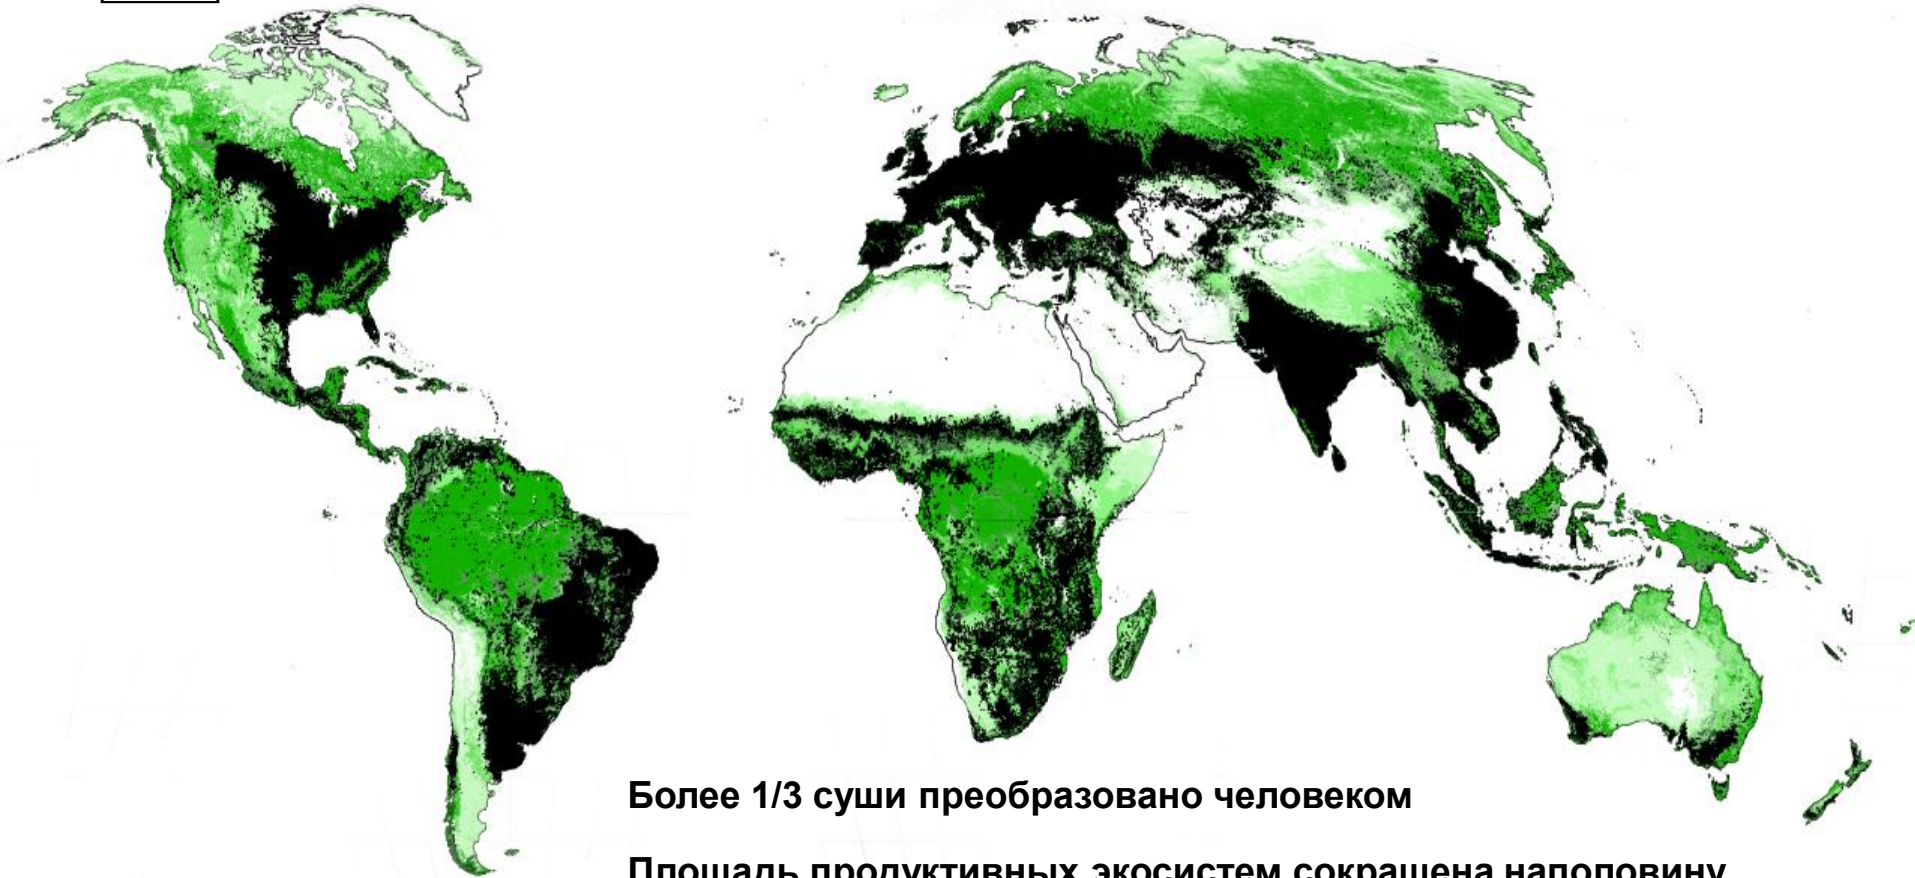 Более 1/3 суши преобразовано человеком
Площадь продуктивных экосистем сокращена наполовину